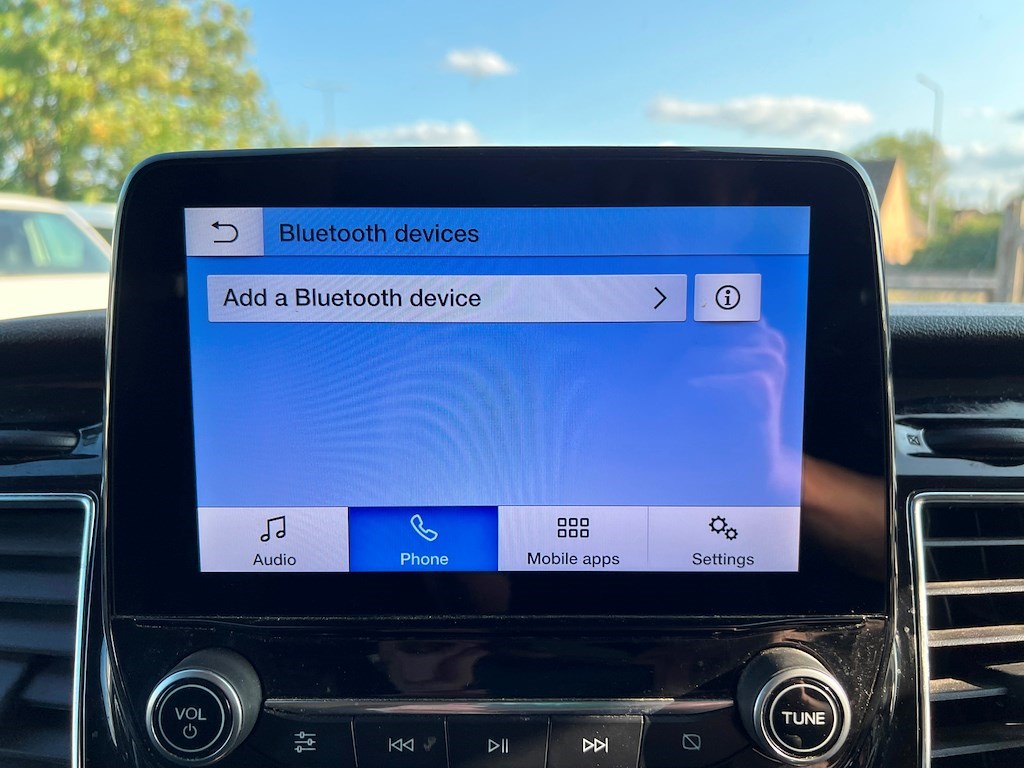 Bluetooth devices
Add a Bluetooth device
Audio
Phone
Mobile apps
Settings
VOL
TUNE